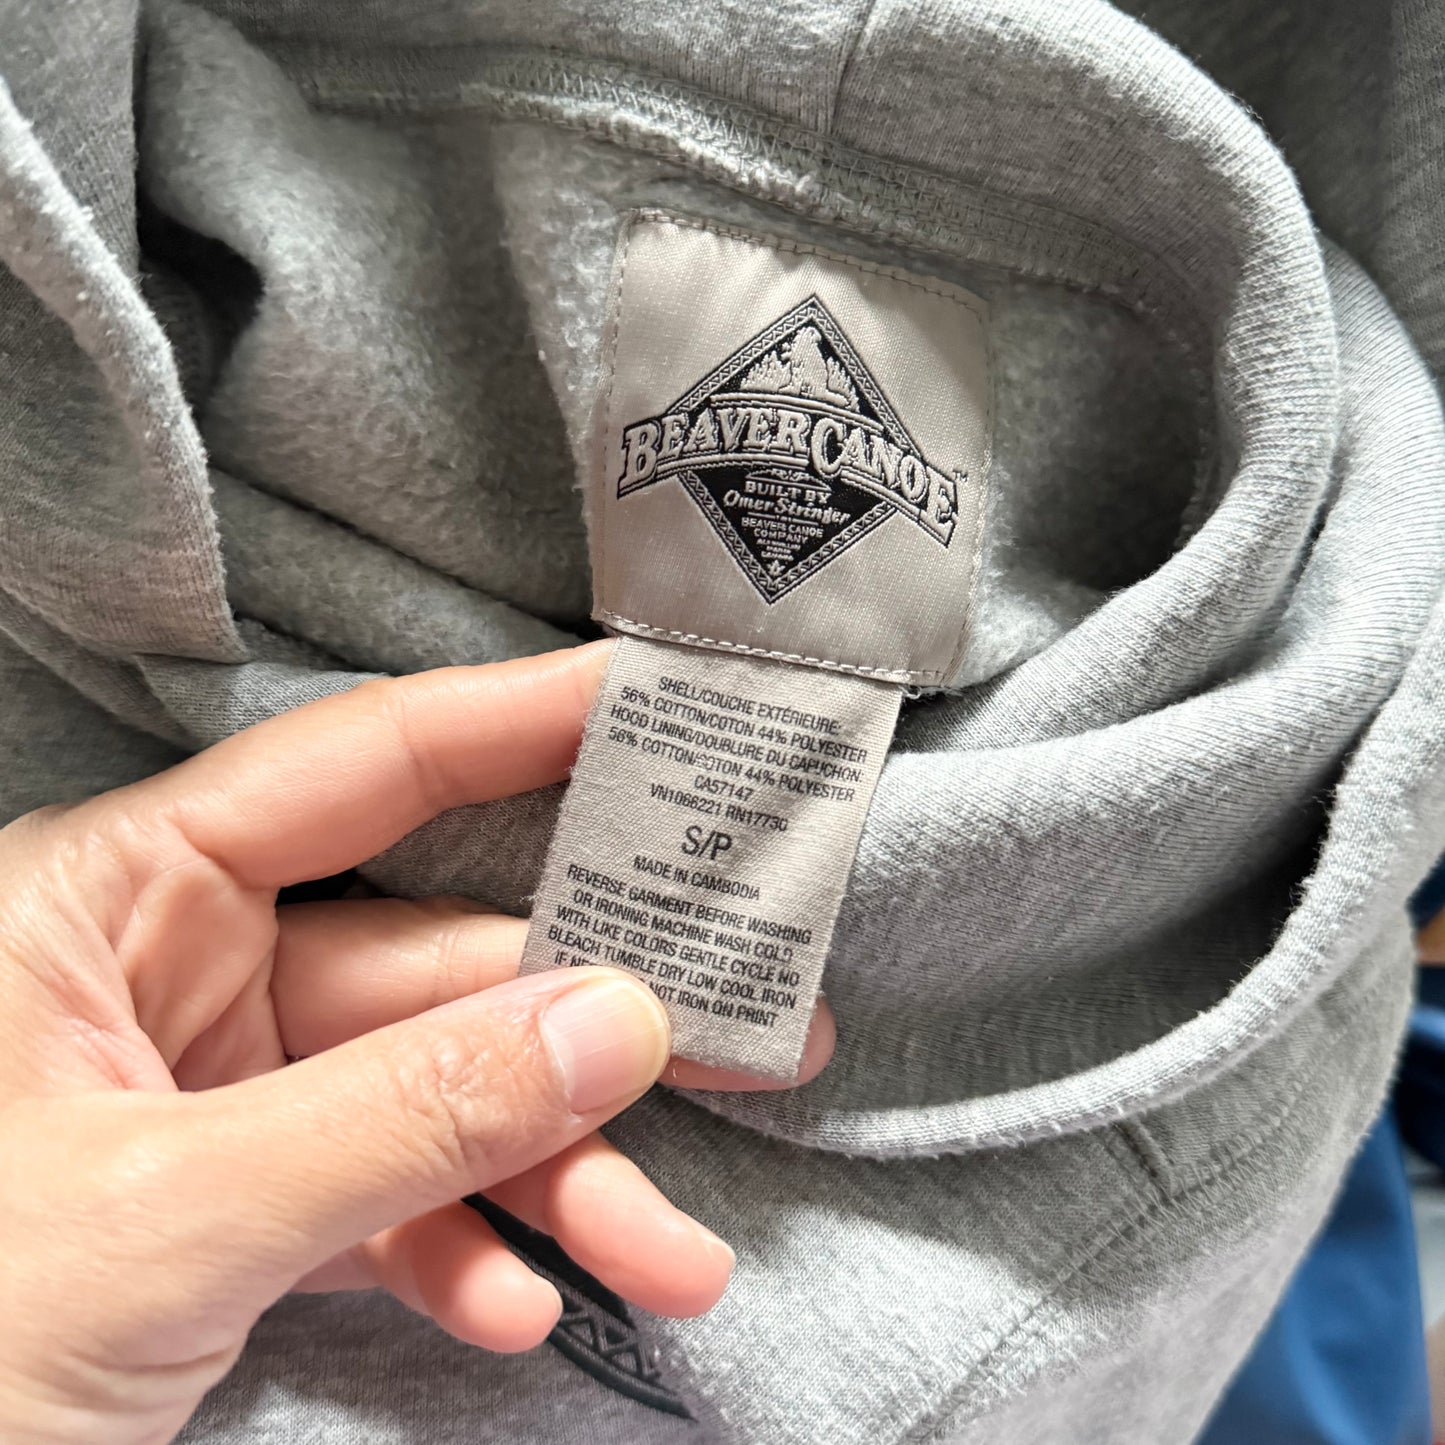 BEAVER CANOE
TM
BUILT BY
Omer Stringer
BEAVER CANOE
COMPANY
CANADA
SHELL/COUCHE EXTÉRIEURE:
56% COTTON/COTON 44% POLYESTER
HOOD LINING/DOUBLURE DU CAPUCHON:
56% COTTON/COTON 44% POLYESTER
CA57147
VN1066221 RN17730
S/P
MADE IN CAMBODIA
REVERSE GARMENT BEFORE WASHING
OR IRONING MACHINE WASH COLD
WITH LIKE COLORS GENTLE CYCLE NO
BLEACH TUMBLE DRY LOW COOL IRON
IF NOT IRON ON PRINT